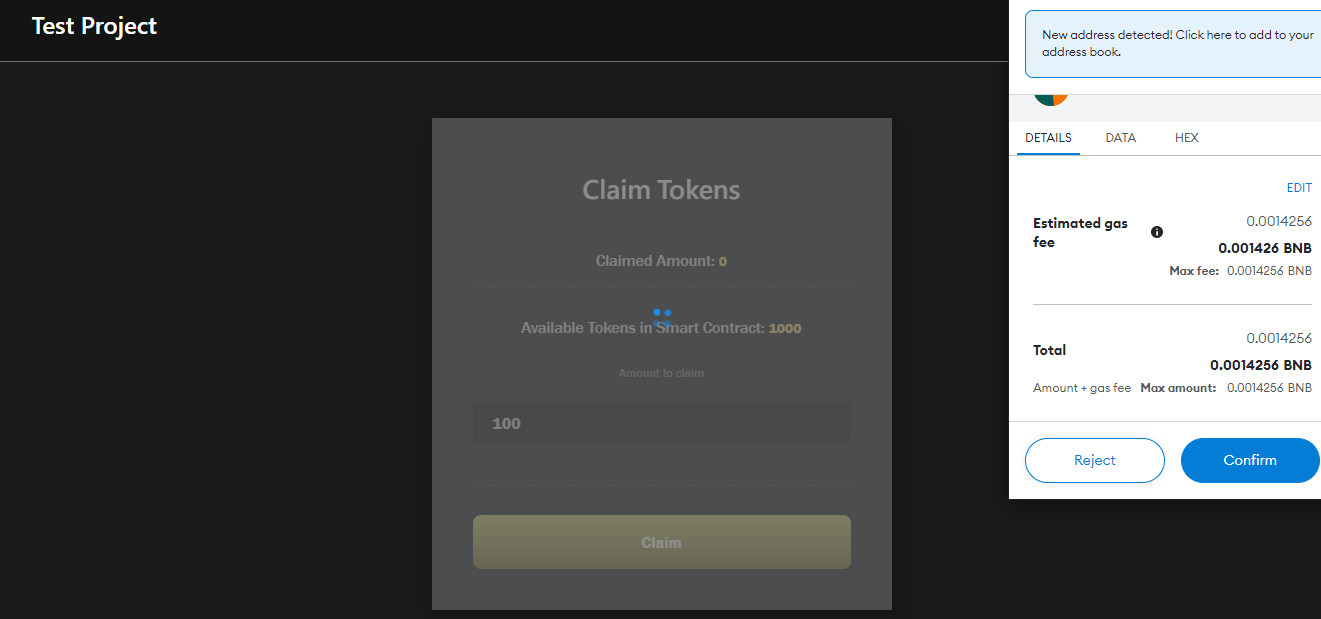 Test Project
Claim Tokens
Claimed Amount: 0
Available Tokens in Smart Contract: 1000
Amount to claim
100
Claim
New address detected! Click here to add to your
address book.
DETAILS DATA HEX
EDIT
Estimated gas
fee
0.0014256
0.001426 BNB
Max fee: 0.0014256 BNB
Total
0.0014256
0.0014256 BNB
Amount + gas fee Max amount: 0.0014256 BNB
Reject Confirm